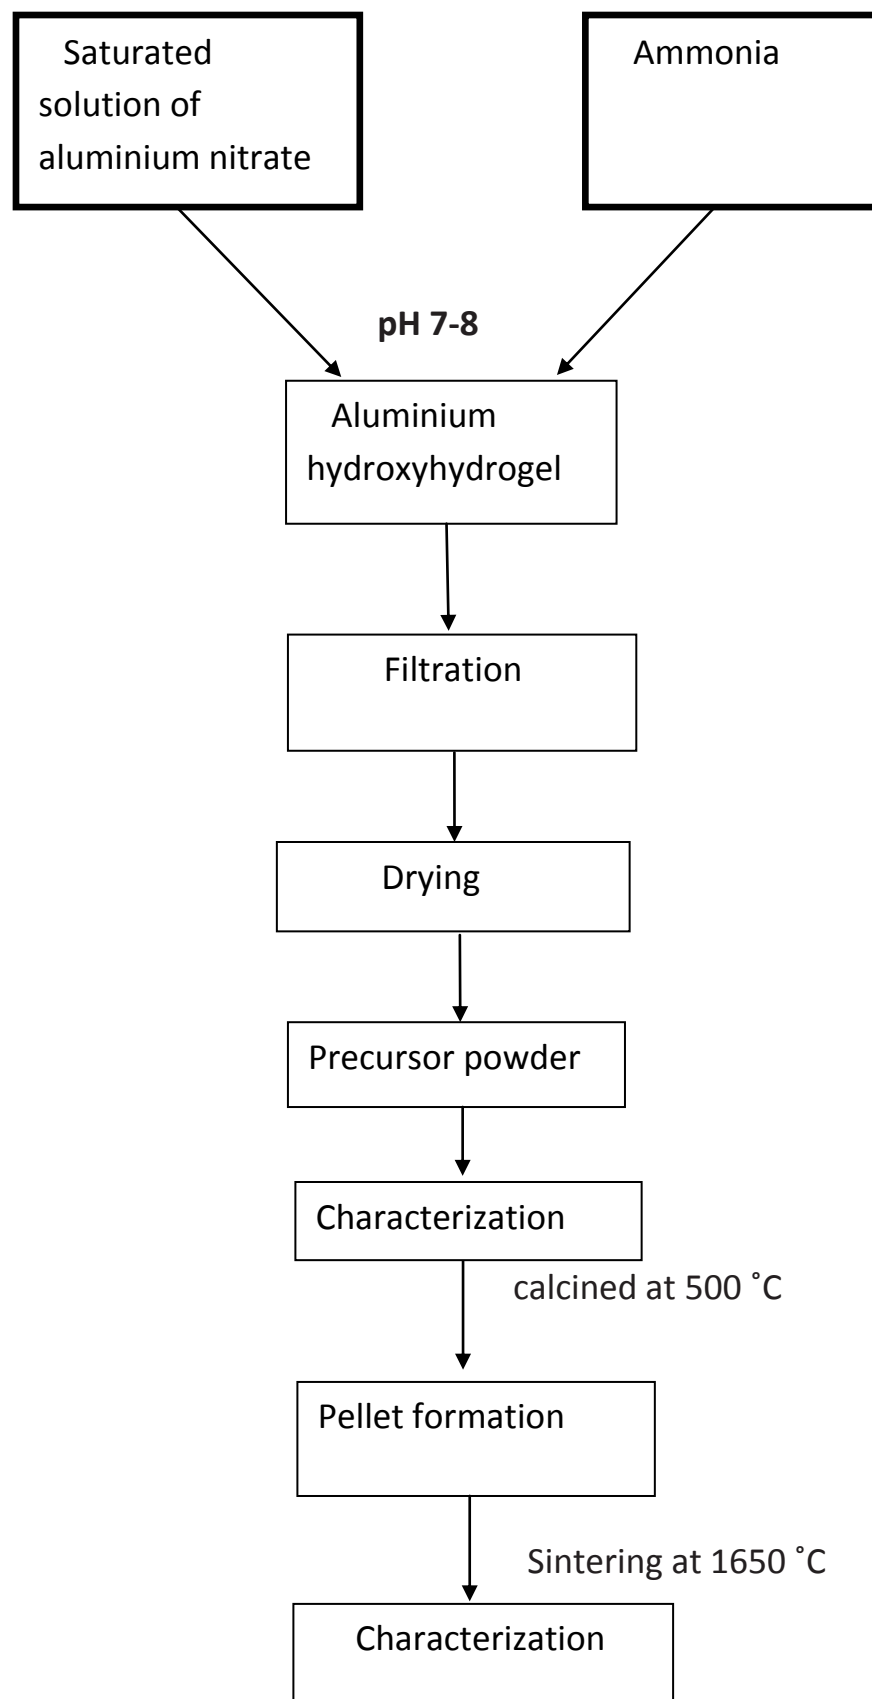 Saturated
solution of
aluminium nitrate
Ammonia
pH 7-8
Aluminium
hydroxyhydrogel
Filtration
Drying
Precursor powder
Characterization
calcined at 500 ˚C
Pellet formation
Sintering at 1650 ˚C
Characterization